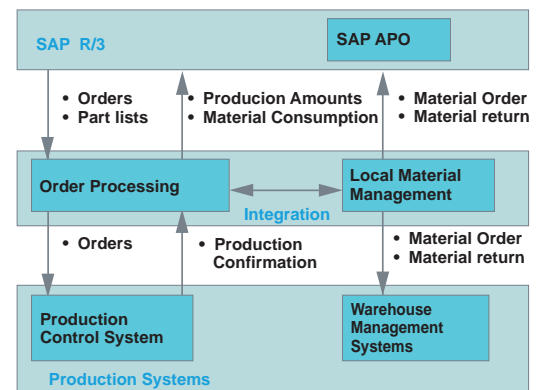 SAP R/3
SAP APO
• Orders
• Part lists
• Producion Amounts
• Material Consumption
• Material Order
• Material return
Order Processing
Local Material
Management
Integration
• Orders
• Production
Confirmation
• Material Order
• Material return
Production
Control System
Warehouse
Management
Systems
Production Systems